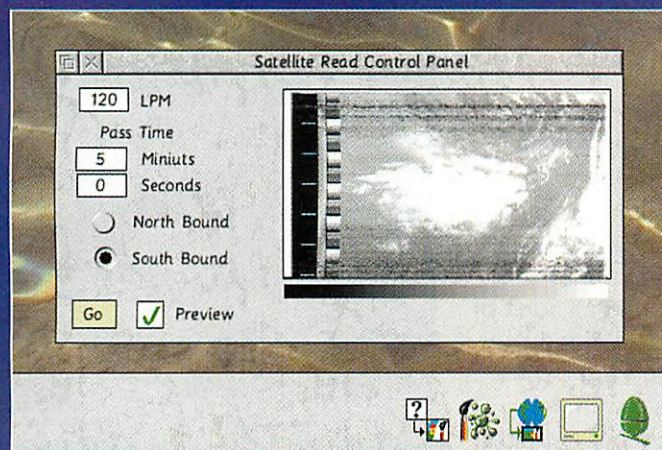 Satellite Read Control Panel
120 LPM
Pass Time
5 Miniuts
0 Seconds
North Bound
South Bound
Go Preview
?